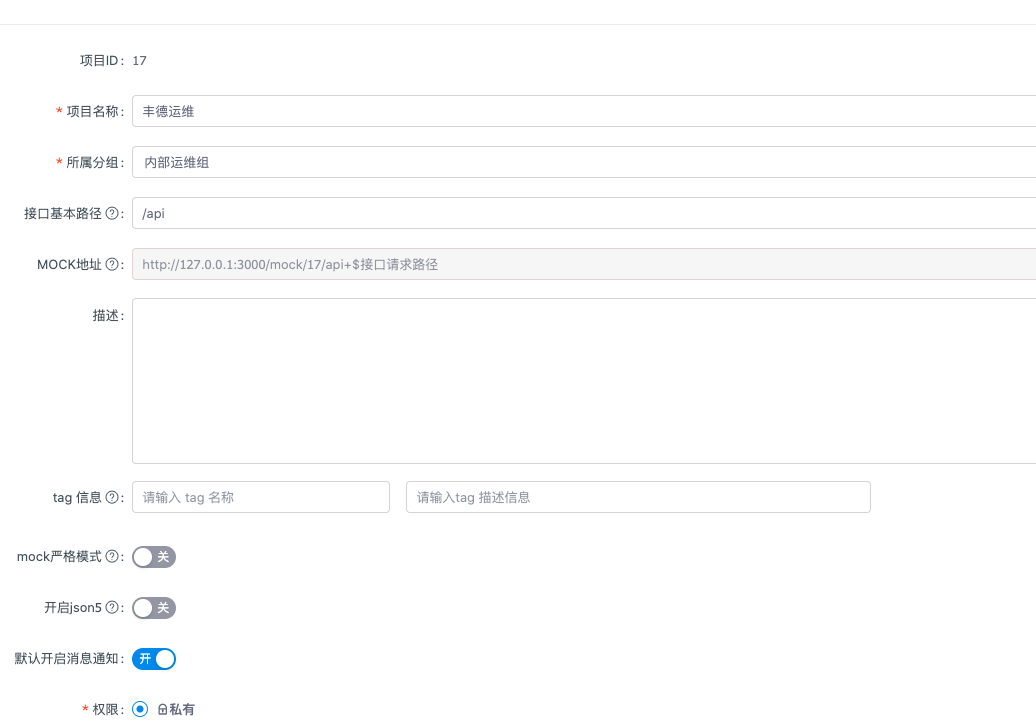 项目ID: 17
* 项目名称: 丰德运维
* 所属分组: 内部运维组
接口基本路径?: /api
MOCK地址?: http://127.0.0.1:3000/mock/17/api+$接口请求路径
描述:
tag 信息?: 请输入 tag 名称 请输入tag 描述信息
mock严格模式?: 关
开启json5?: 关
默认开启消息通知: 开
* 权限: 私有